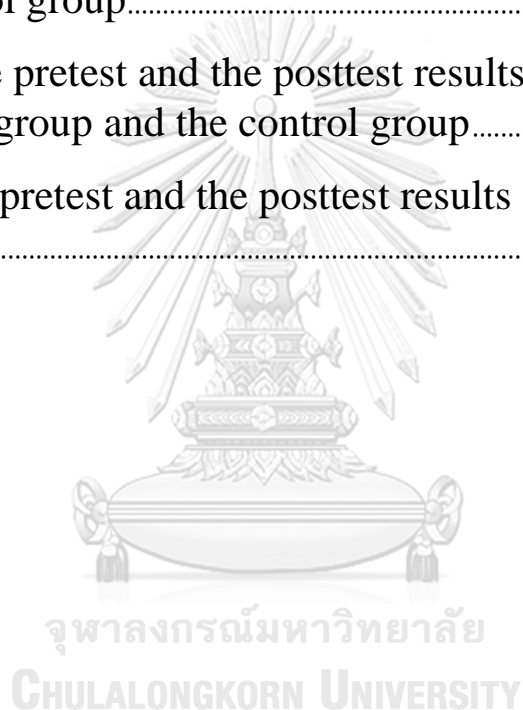 group........................................................
pretest and the posttest results
group and the control group.......
pretest and the posttest results
........................................................................
จุฬาลงกรณ์มหาวิทยาลัย
CHULALONGKORN UNIVERSITY